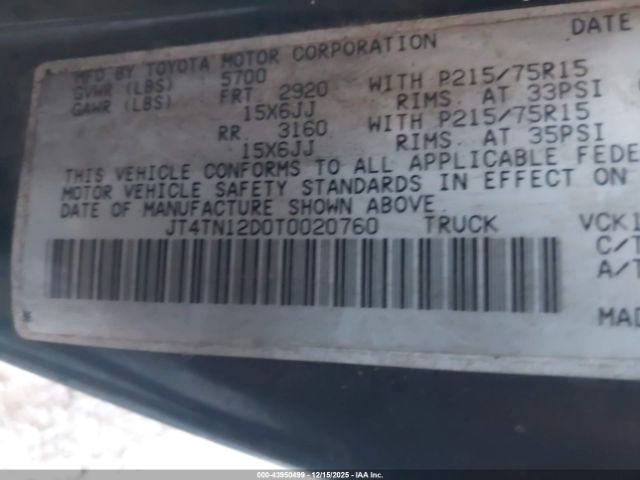 DATE
MFD BY TOYOTA MOTOR CORPORATION
GVWR (LBS) 5700
GAWR (LBS) FRT 2920 WITH P215/75R15
15X6JJ RIMS. AT 33PSI
RR. 3160 WITH P215/75R15
15X6JJ RIMS. AT 35PSI
THIS VEHICLE CONFORMS TO ALL APPLICABLE FEDE
MOTOR VEHICLE SAFETY STANDARDS IN EFFECT ON
DATE OF MANUFACTURE SHOWN ABOVE.
JT4TN12D0T0020760 TRUCK VCK1
C/T
A/T
MAD
000-43950499 - 12/15/2025 - IAA Inc.